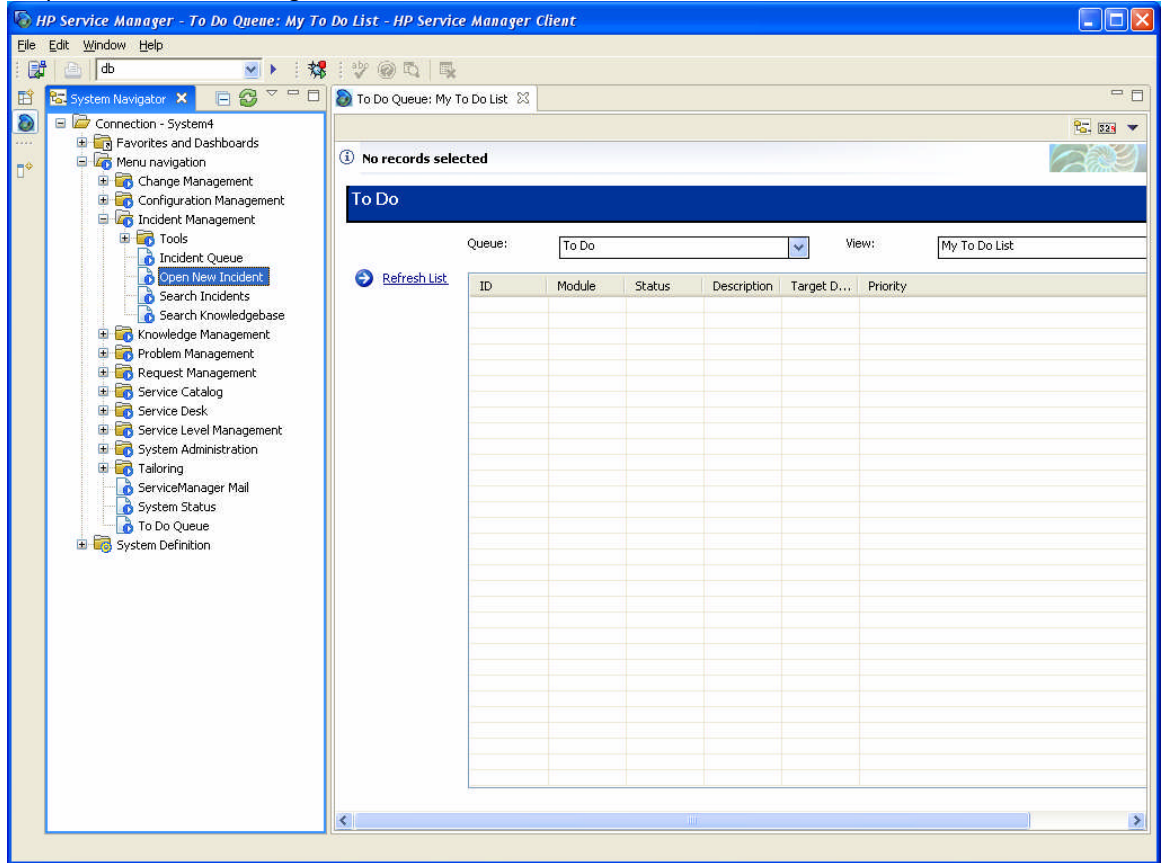 HP Service Manager - To Do Queue: My To Do List - HP Service Manager Client
File Edit Window Help
db
System Navigator
To Do Queue: My To Do List
Connection - System4
Favorites and Dashboards
Menu navigation
Change Management
Configuration Management
Incident Management
Tools
Incident Queue
Open New Incident
Search Incidents
Search Knowledgebase
Knowledge Management
Problem Management
Request Management
Service Catalog
Service Desk
Service Level Management
System Administration
Tailoring
ServiceManager Mail
System Status
To Do Queue
System Definition
No records selected
To Do
Queue: To Do View: My To Do List
Refresh List
ID Module Status Description Target D... Priority